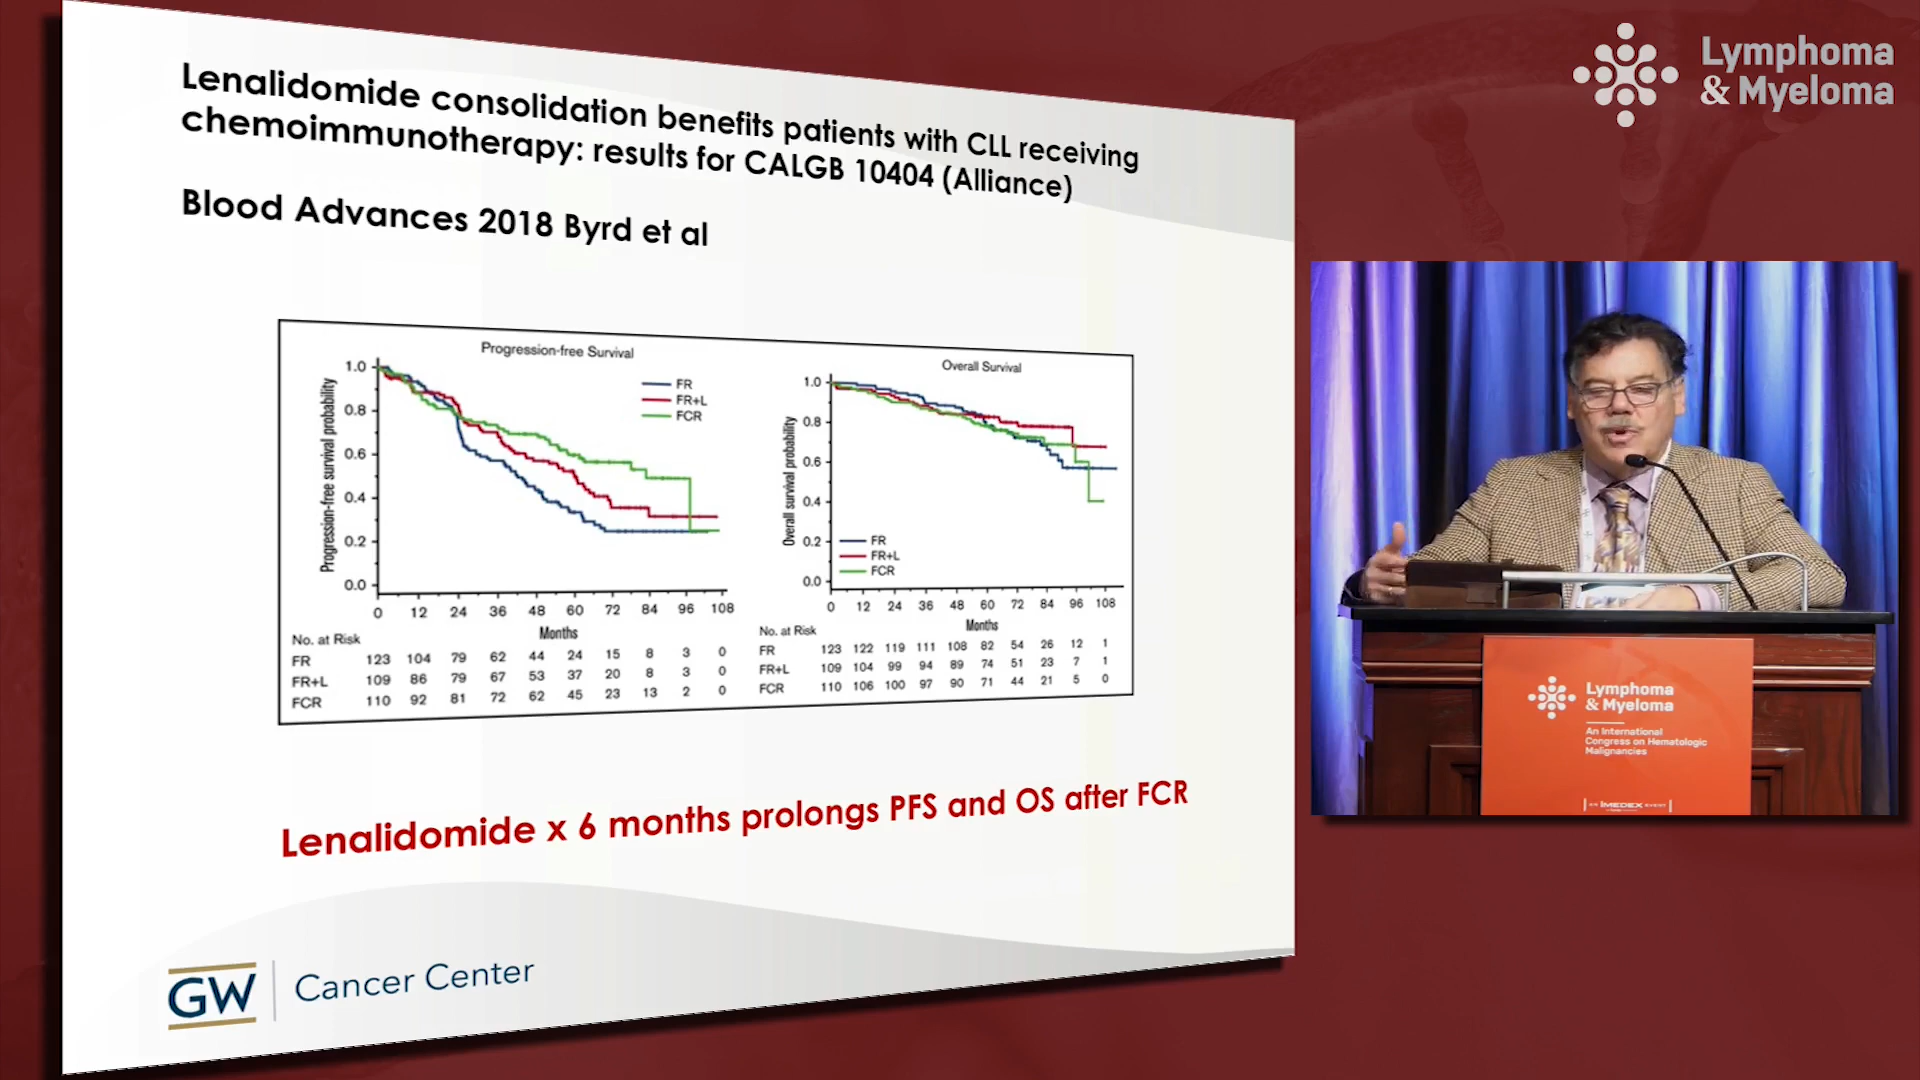 Lenalidomide consolidation benefits patients with CLL receiving
chemoimmunotherapy: results for CALGB 10404 (Alliance)
Blood Advances 2018 Byrd et al
Progression-free Survival
Progression-free survival probability
1.0
0.8
0.6
0.4
0.2
0.0
FR
FR+L
FCR
0 12 24 36 48 60 72 84 96 108
Months
No. at Risk
FR 123 104 79 62 44 24 15 8 3 0
FR+L 109 86 79 67 53 37 20 8 3 0
FCR 110 92 81 72 62 45 23 13 2 0
Overall Survival
Overall survival probability
1.0
0.8
0.6
0.4
0.2
0.0
FR
FR+L
FCR
0 12 24 36 48 60 72 84 96 108
Months
No. at Risk
FR 123 122 119 111 108 82 54 26 12 1
FR+L 109 104 99 94 89 74 51 23 7 1
FCR 110 106 100 97 90 71 44 21 5 0
Lenalidomide x 6 months prolongs PFS and OS after FCR
GW
Cancer Center
Lymphoma
& Myeloma
Lymphoma
& Myeloma
An International
Congress on Hematologic
Malignancies
AN IMEDEX EVENT